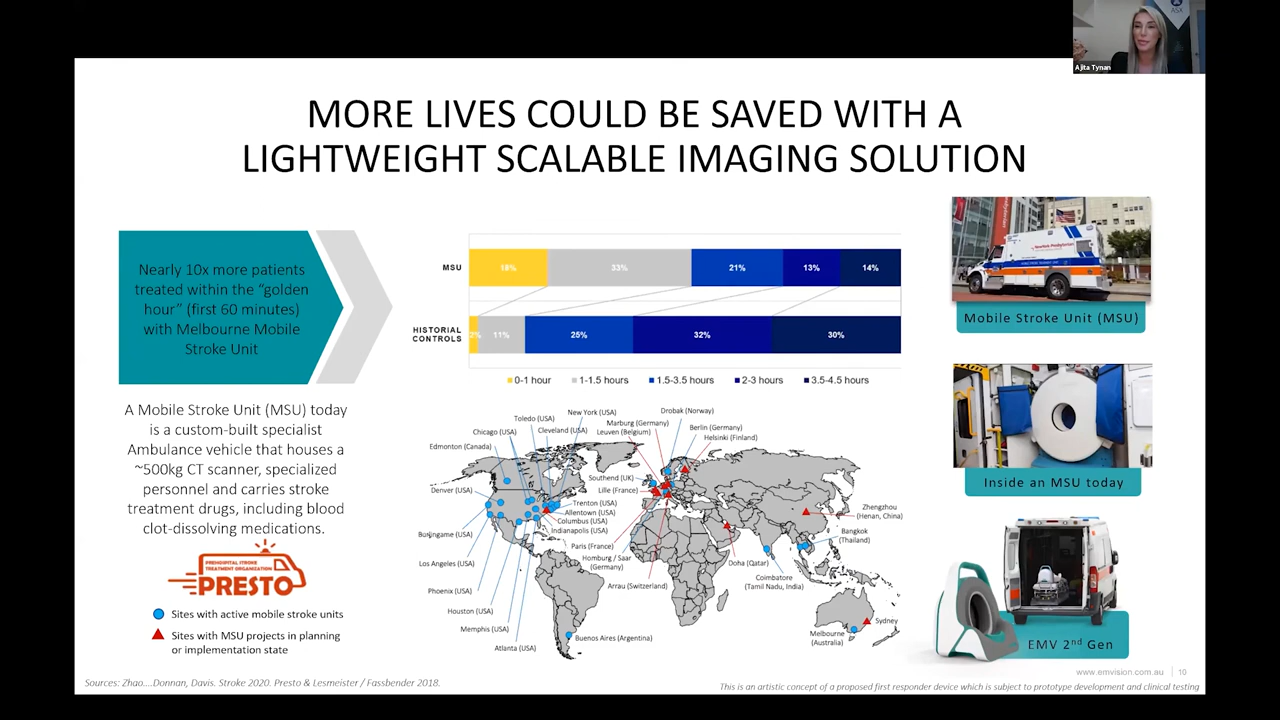 ASX
Ajita Tynan
MORE LIVES COULD BE SAVED WITH A
LIGHTWEIGHT SCALABLE IMAGING SOLUTION
Nearly 10x more patients
treated within the “golden
hour” (first 60 minutes)
with Melbourne Mobile
Stroke Unit
MSU
18%
33%
21%
13%
14%
HISTORIAL
CONTROLS
2%
11%
25%
32%
30%
0-1 hour
1-1.5 hours
1.5-3.5 hours
2-3 hours
3.5-4.5 hours
Mobile Stroke Unit (MSU)
Inside an MSU today
EMV 2nd Gen
A Mobile Stroke Unit (MSU) today
is a custom-built specialist
Ambulance vehicle that houses a
~500kg CT scanner, specialized
personnel and carries stroke
treatment drugs, including blood
clot-dissolving medications.
PREHOSPITAL STROKE
TREATMENT ORGANIZATION
PRESTO
Sites with active mobile stroke units
Sites with MSU projects in planning
or implementation state
New York (USA)
Drobak (Norway)
Toledo (USA)
Marburg (Germany)
Chicago (USA)
Cleveland (USA)
Leuven (Belgium)
Berlin (Germany)
Helsinki (Finland)
Edmonton (Canada)
Southend (UK)
Denver (USA)
Lille (France)
Trenton (USA)
Allentown (USA)
Columbus (USA)
Indianapolis (USA)
Zhengzhou
(Henan, China)
Burlingame (USA)
Bangkok
(Thailand)
Paris (France)
Homburg / Saar
(Germany)
Los Angeles (USA)
Doha (Qatar)
Arrau (Switzerland)
Coimbatore
(Tamil Nadu, India)
Phoenix (USA)
Houston (USA)
Memphis (USA)
Atlanta (USA)
Buenos Aires (Argentina)
Sydney
Melbourne
(Australia)
www.emvision.com.au
10
Sources: Zhao....Donnan, Davis. Stroke 2020. Presto & Lesmeister / Fassbender 2018.
This is an artistic concept of a proposed first responder device which is subject to prototype development and clinical testing